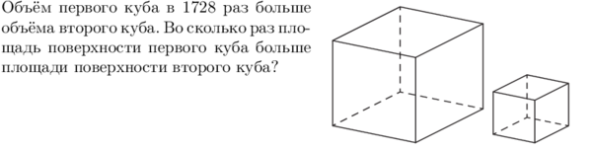 Объём первого куба в 1728 раз больше
объёма второго куба. Во сколько раз пло-
щадь поверхности первого куба больше
площади поверхности второго куба?